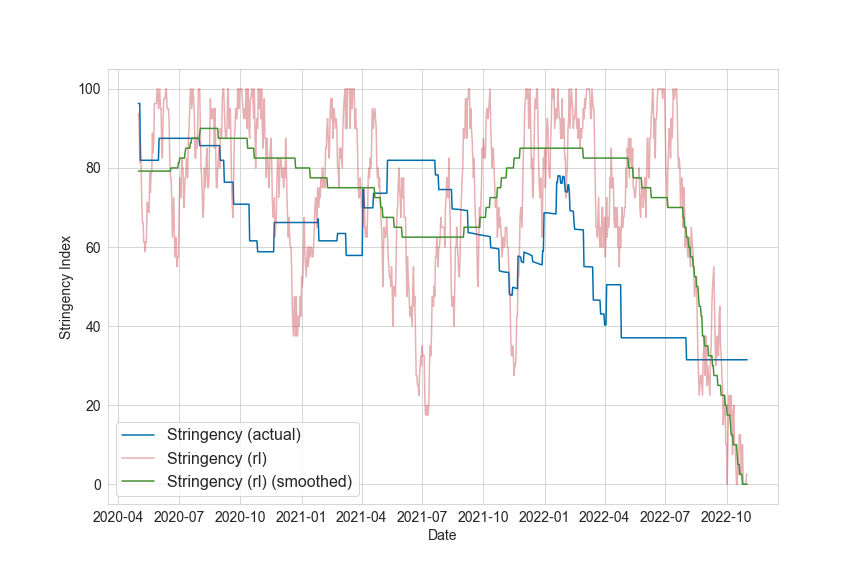 100
80
60
40
20
0
Stringency Index
Stringency (actual)
Stringency (rl)
Stringency (rl) (smoothed)
2020-04 2020-07 2020-10 2021-01 2021-04 2021-07 2021-10 2022-01 2022-04 2022-07 2022-10
Date